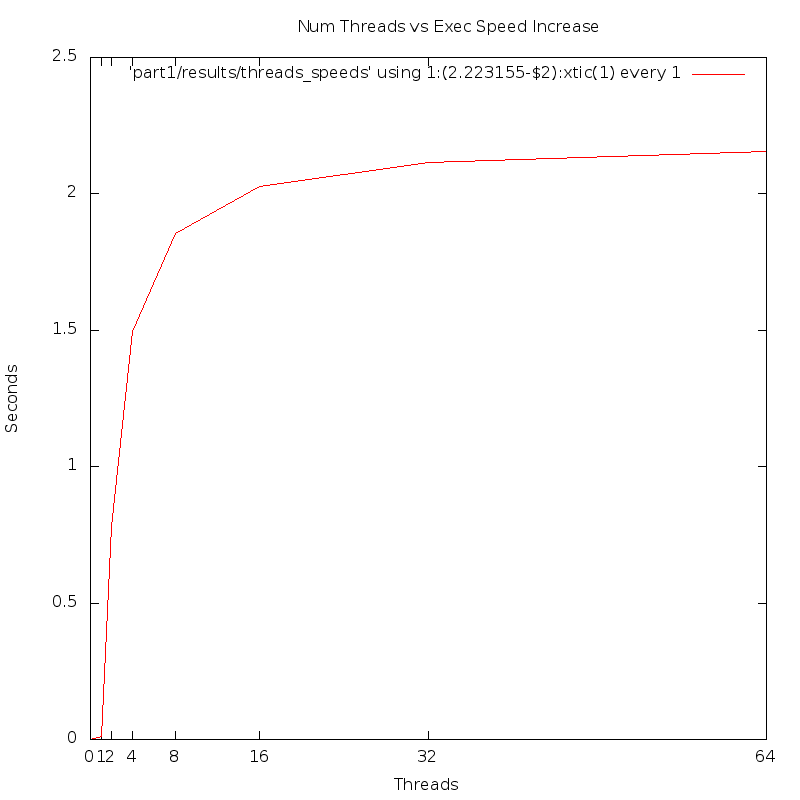 Num Threads vs Exec Speed Increase
2.5
'part1/results/threads_speeds' using 1:(2.223155-$2):xtic(1) every 1
2
1.5
Seconds
1
0.5
0
0 1 2 4 8 16 32 64
Threads